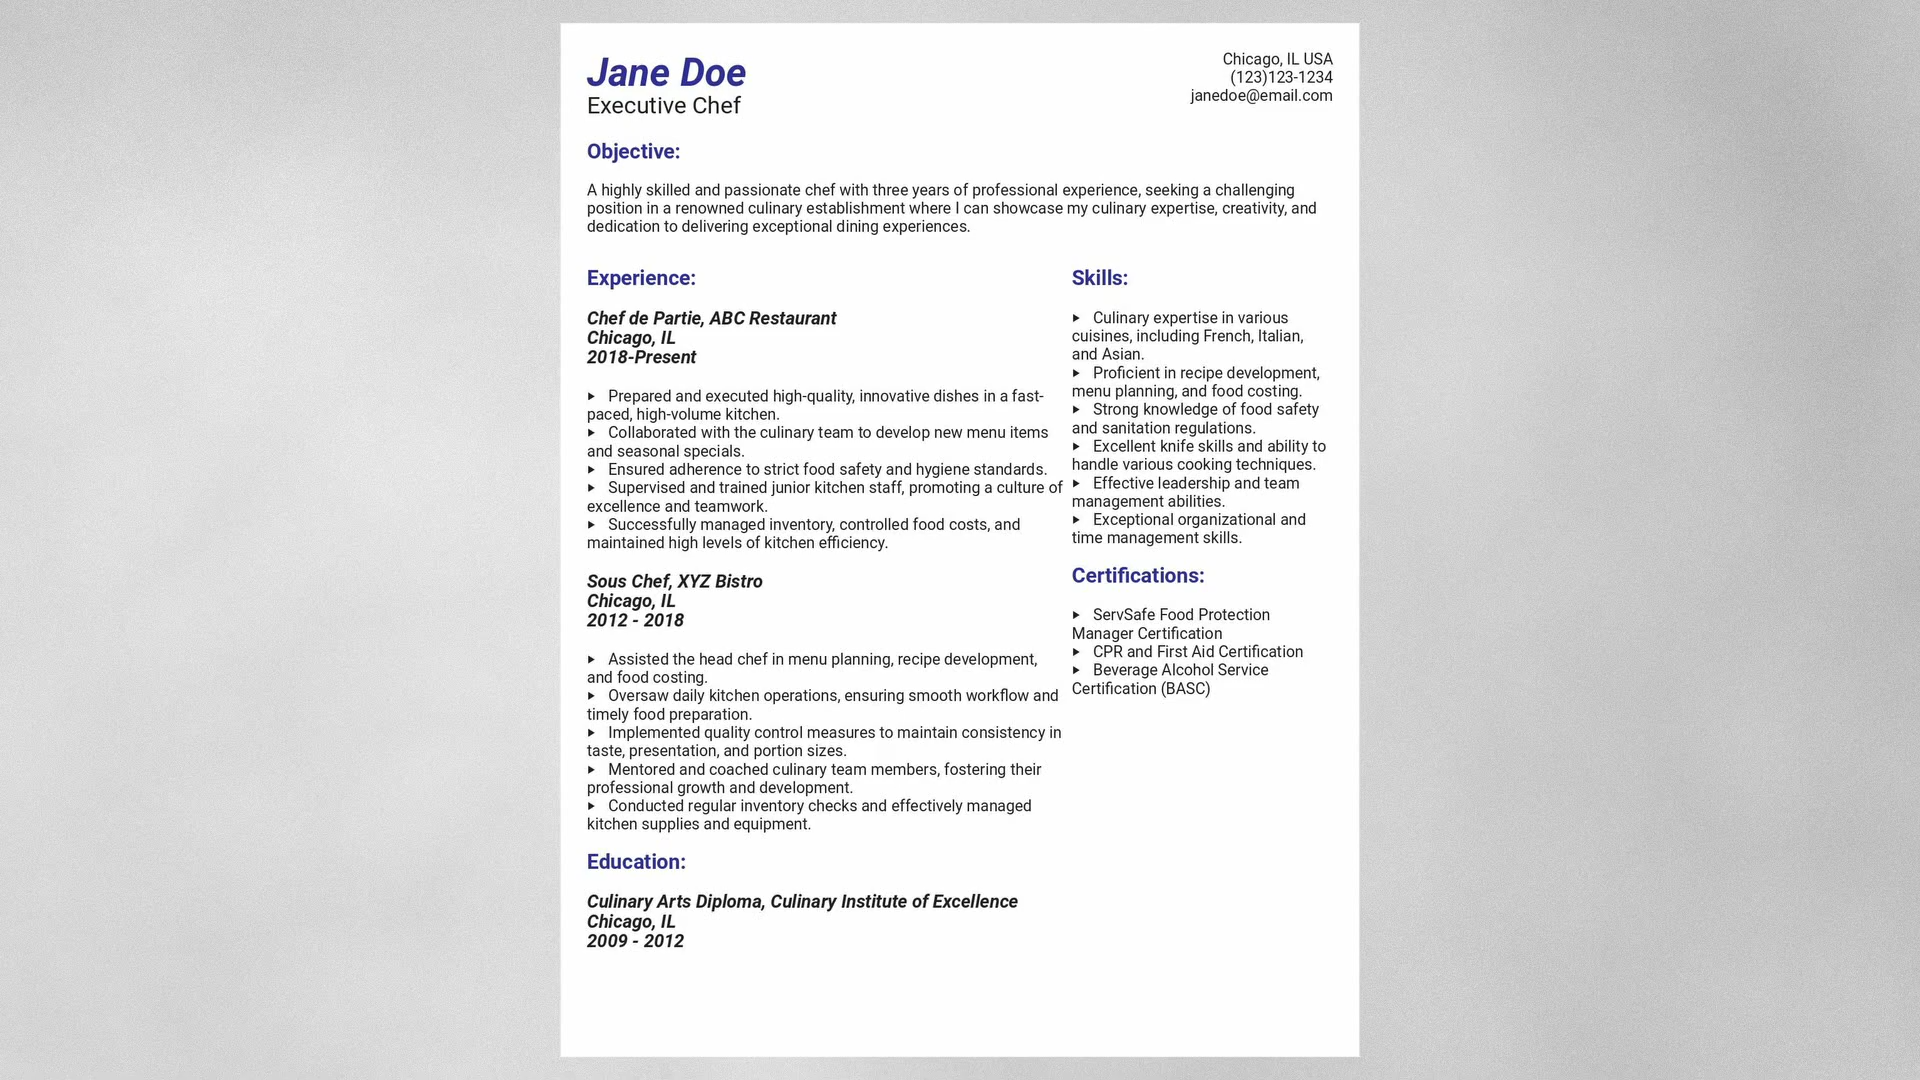 Jane Doe
Executive Chef
Chicago, IL USA
(123)123-1234
janedoe@email.com
Objective:
A highly skilled and passionate chef with three years of professional experience, seeking a challenging
position in a renowned culinary establishment where I can showcase my culinary expertise, creativity, and
dedication to delivering exceptional dining experiences.
Experience:
Chef de Partie, ABC Restaurant
Chicago, IL
2018-Present
▸ Prepared and executed high-quality, innovative dishes in a fast-
paced, high-volume kitchen.
▸ Collaborated with the culinary team to develop new menu items
and seasonal specials.
▸ Ensured adherence to strict food safety and hygiene standards.
▸ Supervised and trained junior kitchen staff, promoting a culture of
excellence and teamwork.
▸ Successfully managed inventory, controlled food costs, and
maintained high levels of kitchen efficiency.
Sous Chef, XYZ Bistro
Chicago, IL
2012 - 2018
▸ Assisted the head chef in menu planning, recipe development,
and food costing.
▸ Oversaw daily kitchen operations, ensuring smooth workflow and
timely food preparation.
▸ Implemented quality control measures to maintain consistency in
taste, presentation, and portion sizes.
▸ Mentored and coached culinary team members, fostering their
professional growth and development.
▸ Conducted regular inventory checks and effectively managed
kitchen supplies and equipment.
Education:
Culinary Arts Diploma, Culinary Institute of Excellence
Chicago, IL
2009 - 2012
Skills:
▸ Culinary expertise in various
cuisines, including French, Italian,
and Asian.
▸ Proficient in recipe development,
menu planning, and food costing.
▸ Strong knowledge of food safety
and sanitation regulations.
▸ Excellent knife skills and ability to
handle various cooking techniques.
▸ Effective leadership and team
management abilities.
▸ Exceptional organizational and
time management skills.
Certifications:
▸ ServSafe Food Protection
Manager Certification
▸ CPR and First Aid Certification
▸ Beverage Alcohol Service
Certification (BASC)